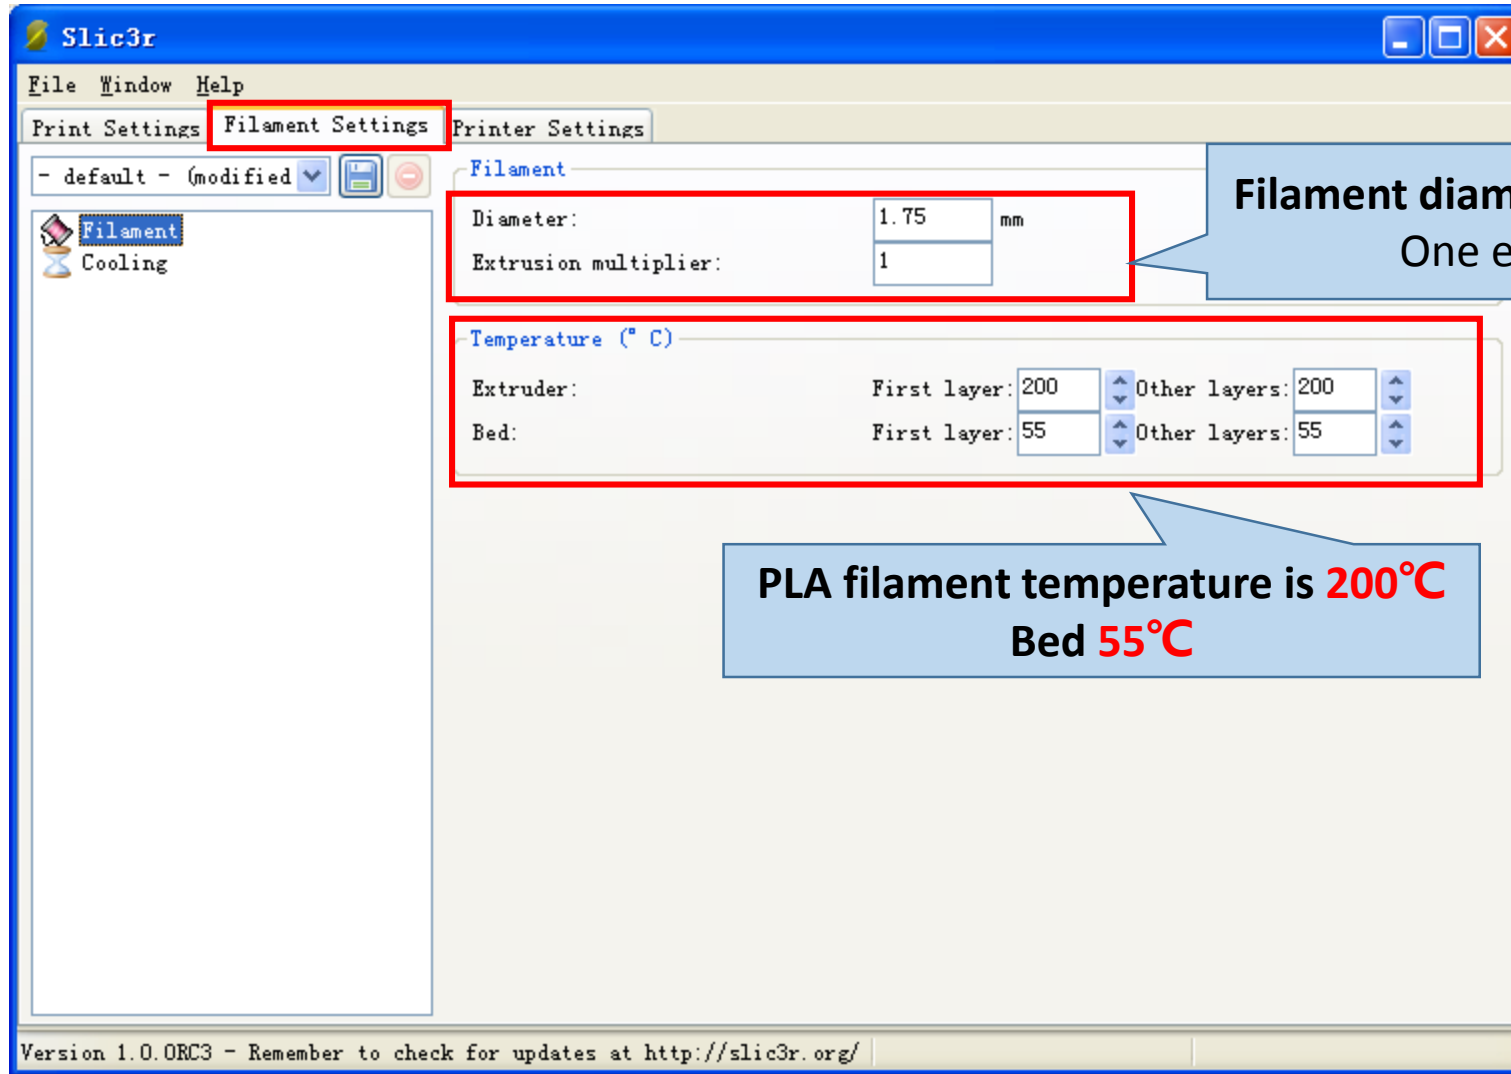 Slic3r
File Window Help
Print Settings Filament Settings Printer Settings
- default - (modified
Filament
Cooling
Filament
Diameter: 1.75 mm
Extrusion multiplier: 1
Filament diam
One e
Temperature (° C)
Extruder: First layer: 200 Other layers: 200
Bed: First layer: 55 Other layers: 55
PLA filament temperature is 200℃
Bed 55℃
Version 1.0.0RC3 - Remember to check for updates at http://slic3r.org/